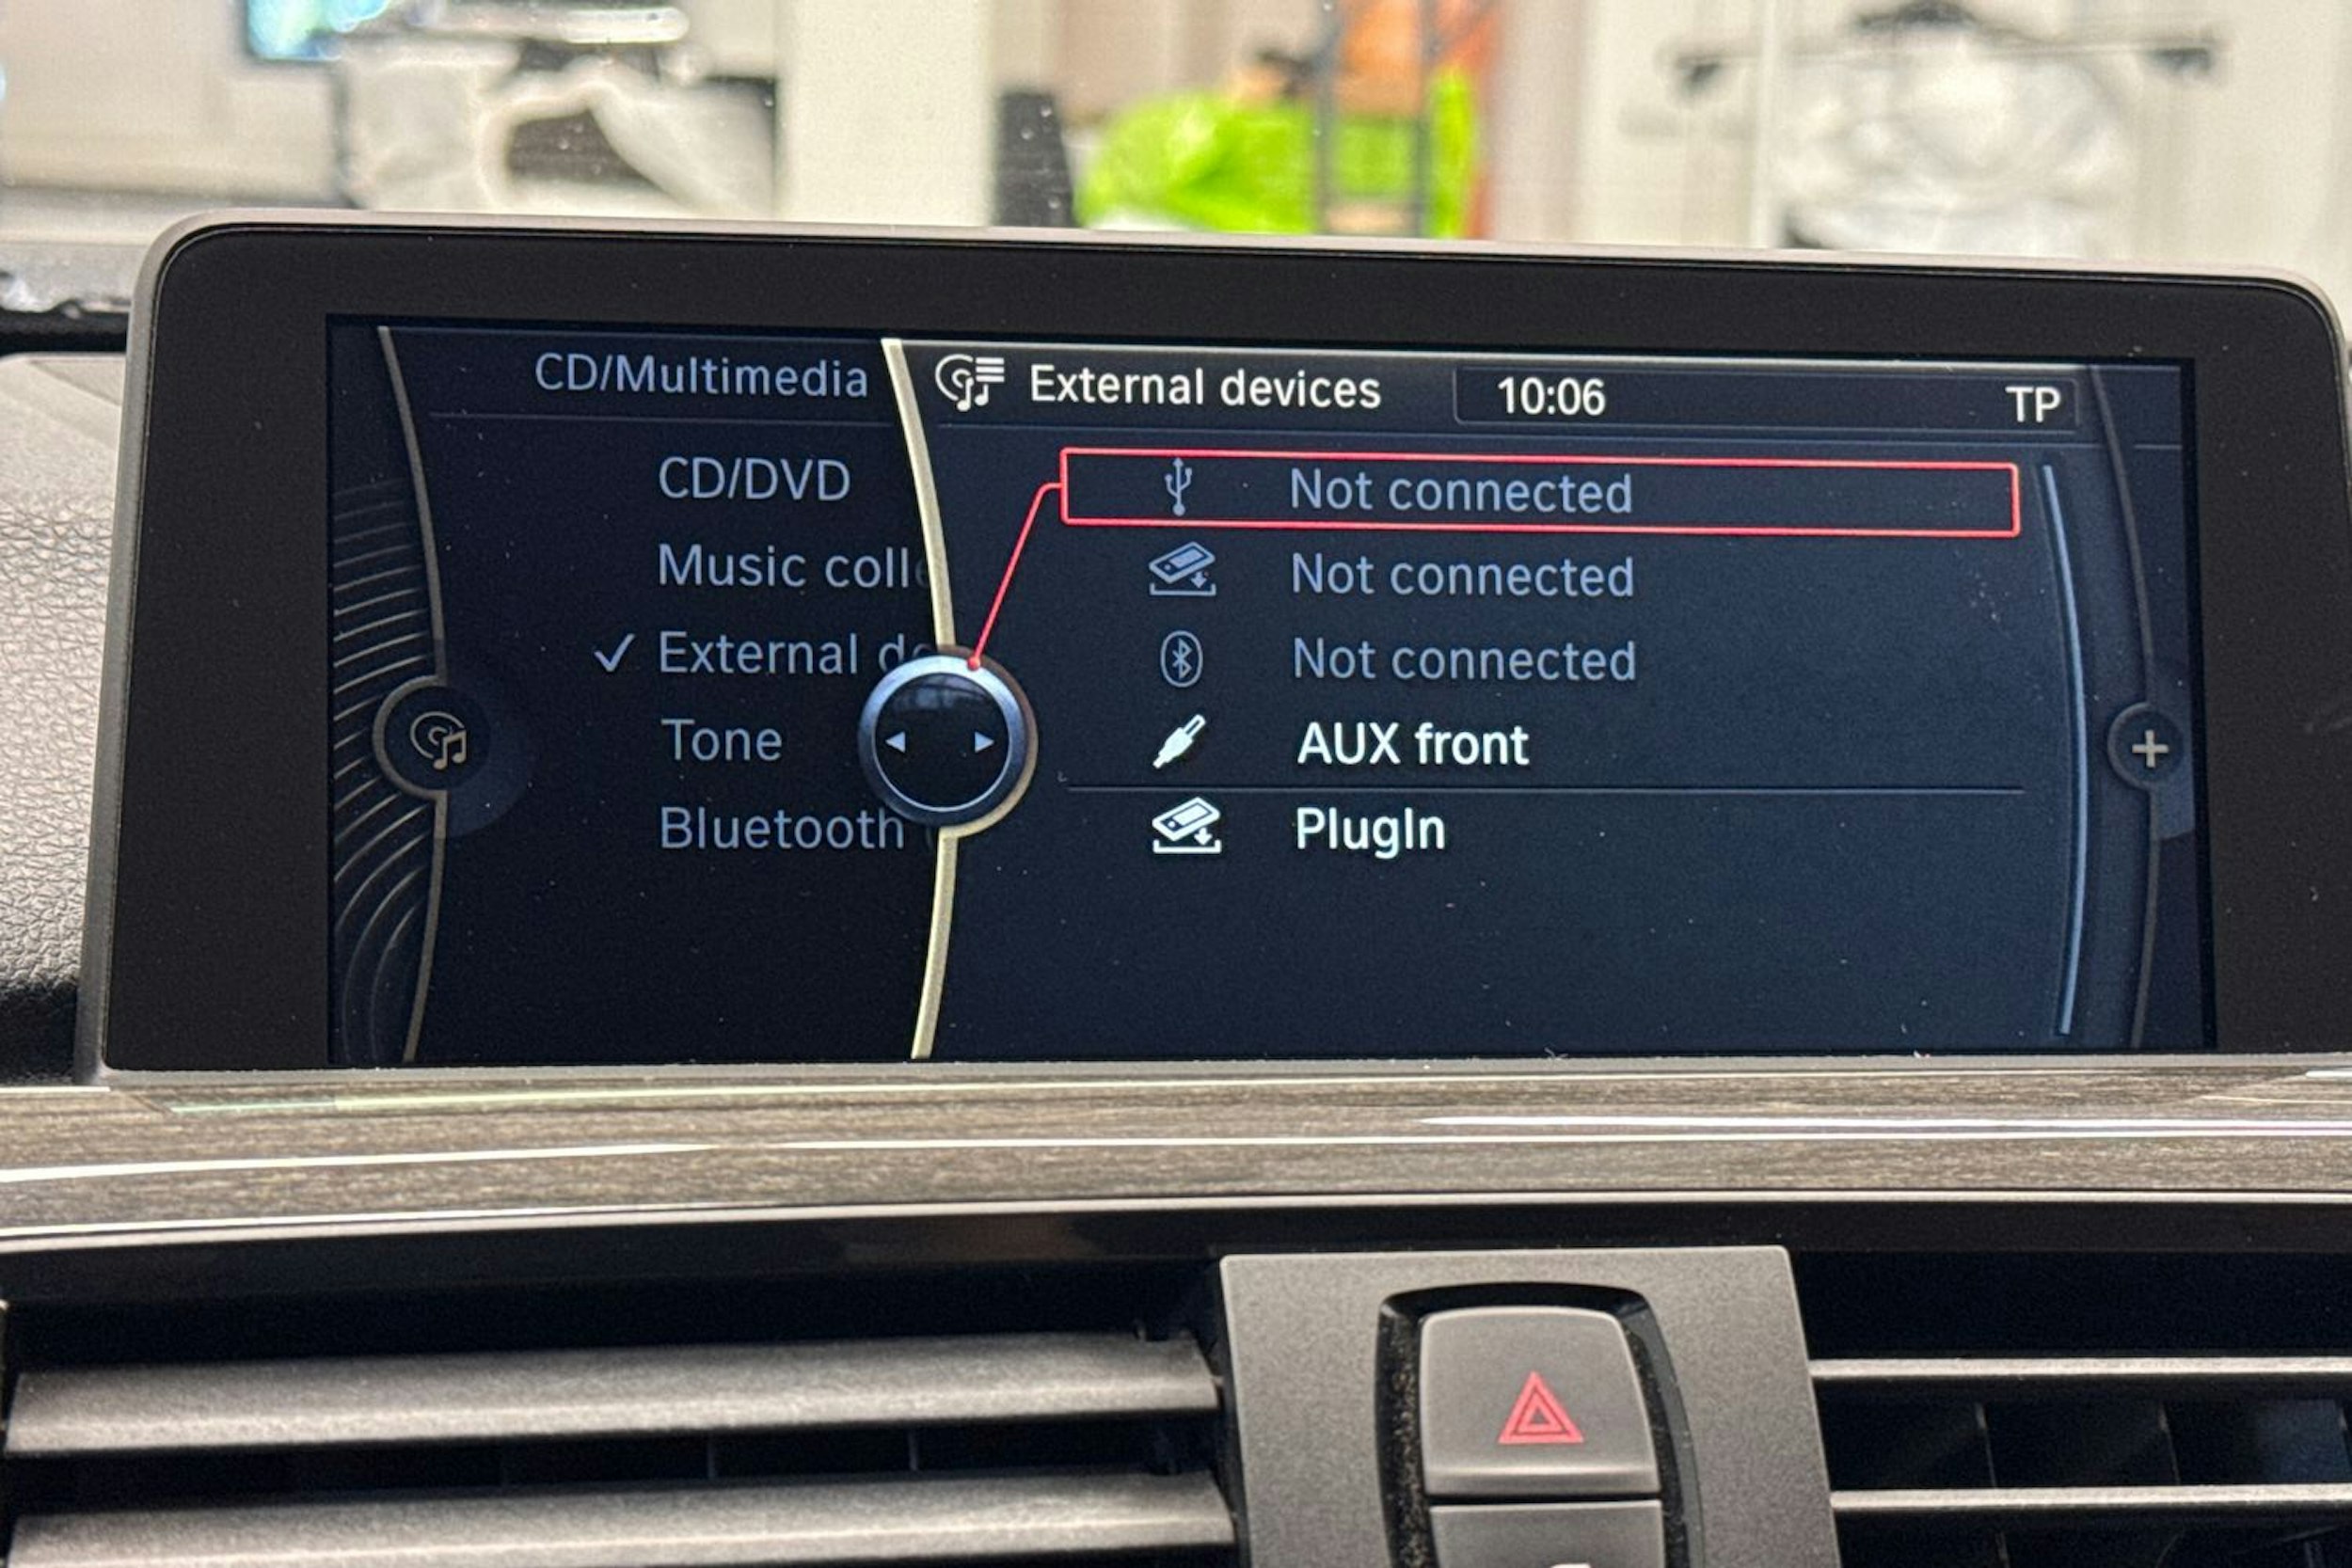 CD/Multimedia
External devices
10:06
TP
CD/DVD
Music coll
External d
Tone
Bluetooth
Not connected
Not connected
Not connected
AUX front
PlugIn